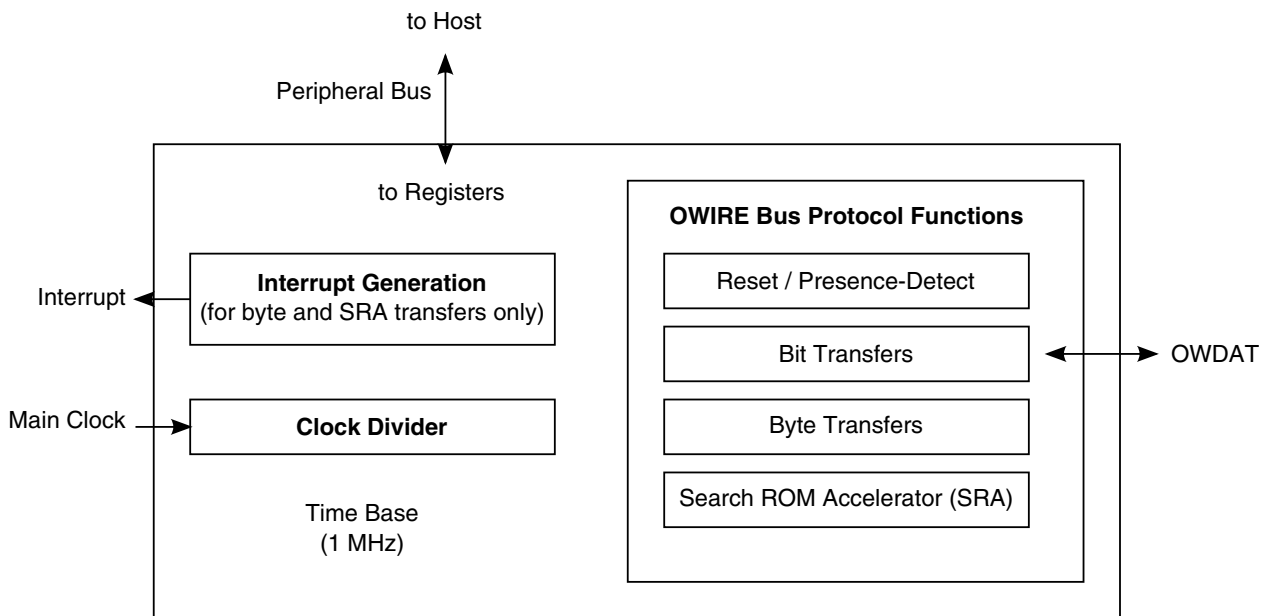 to Host
Peripheral Bus
to Registers
OWIRE Bus Protocol Functions
Interrupt Generation
(for byte and SRA transfers only)
Interrupt
Reset / Presence-Detect
Bit Transfers
OWDAT
Main Clock
Clock Divider
Byte Transfers
Search ROM Accelerator (SRA)
Time Base
(1 MHz)